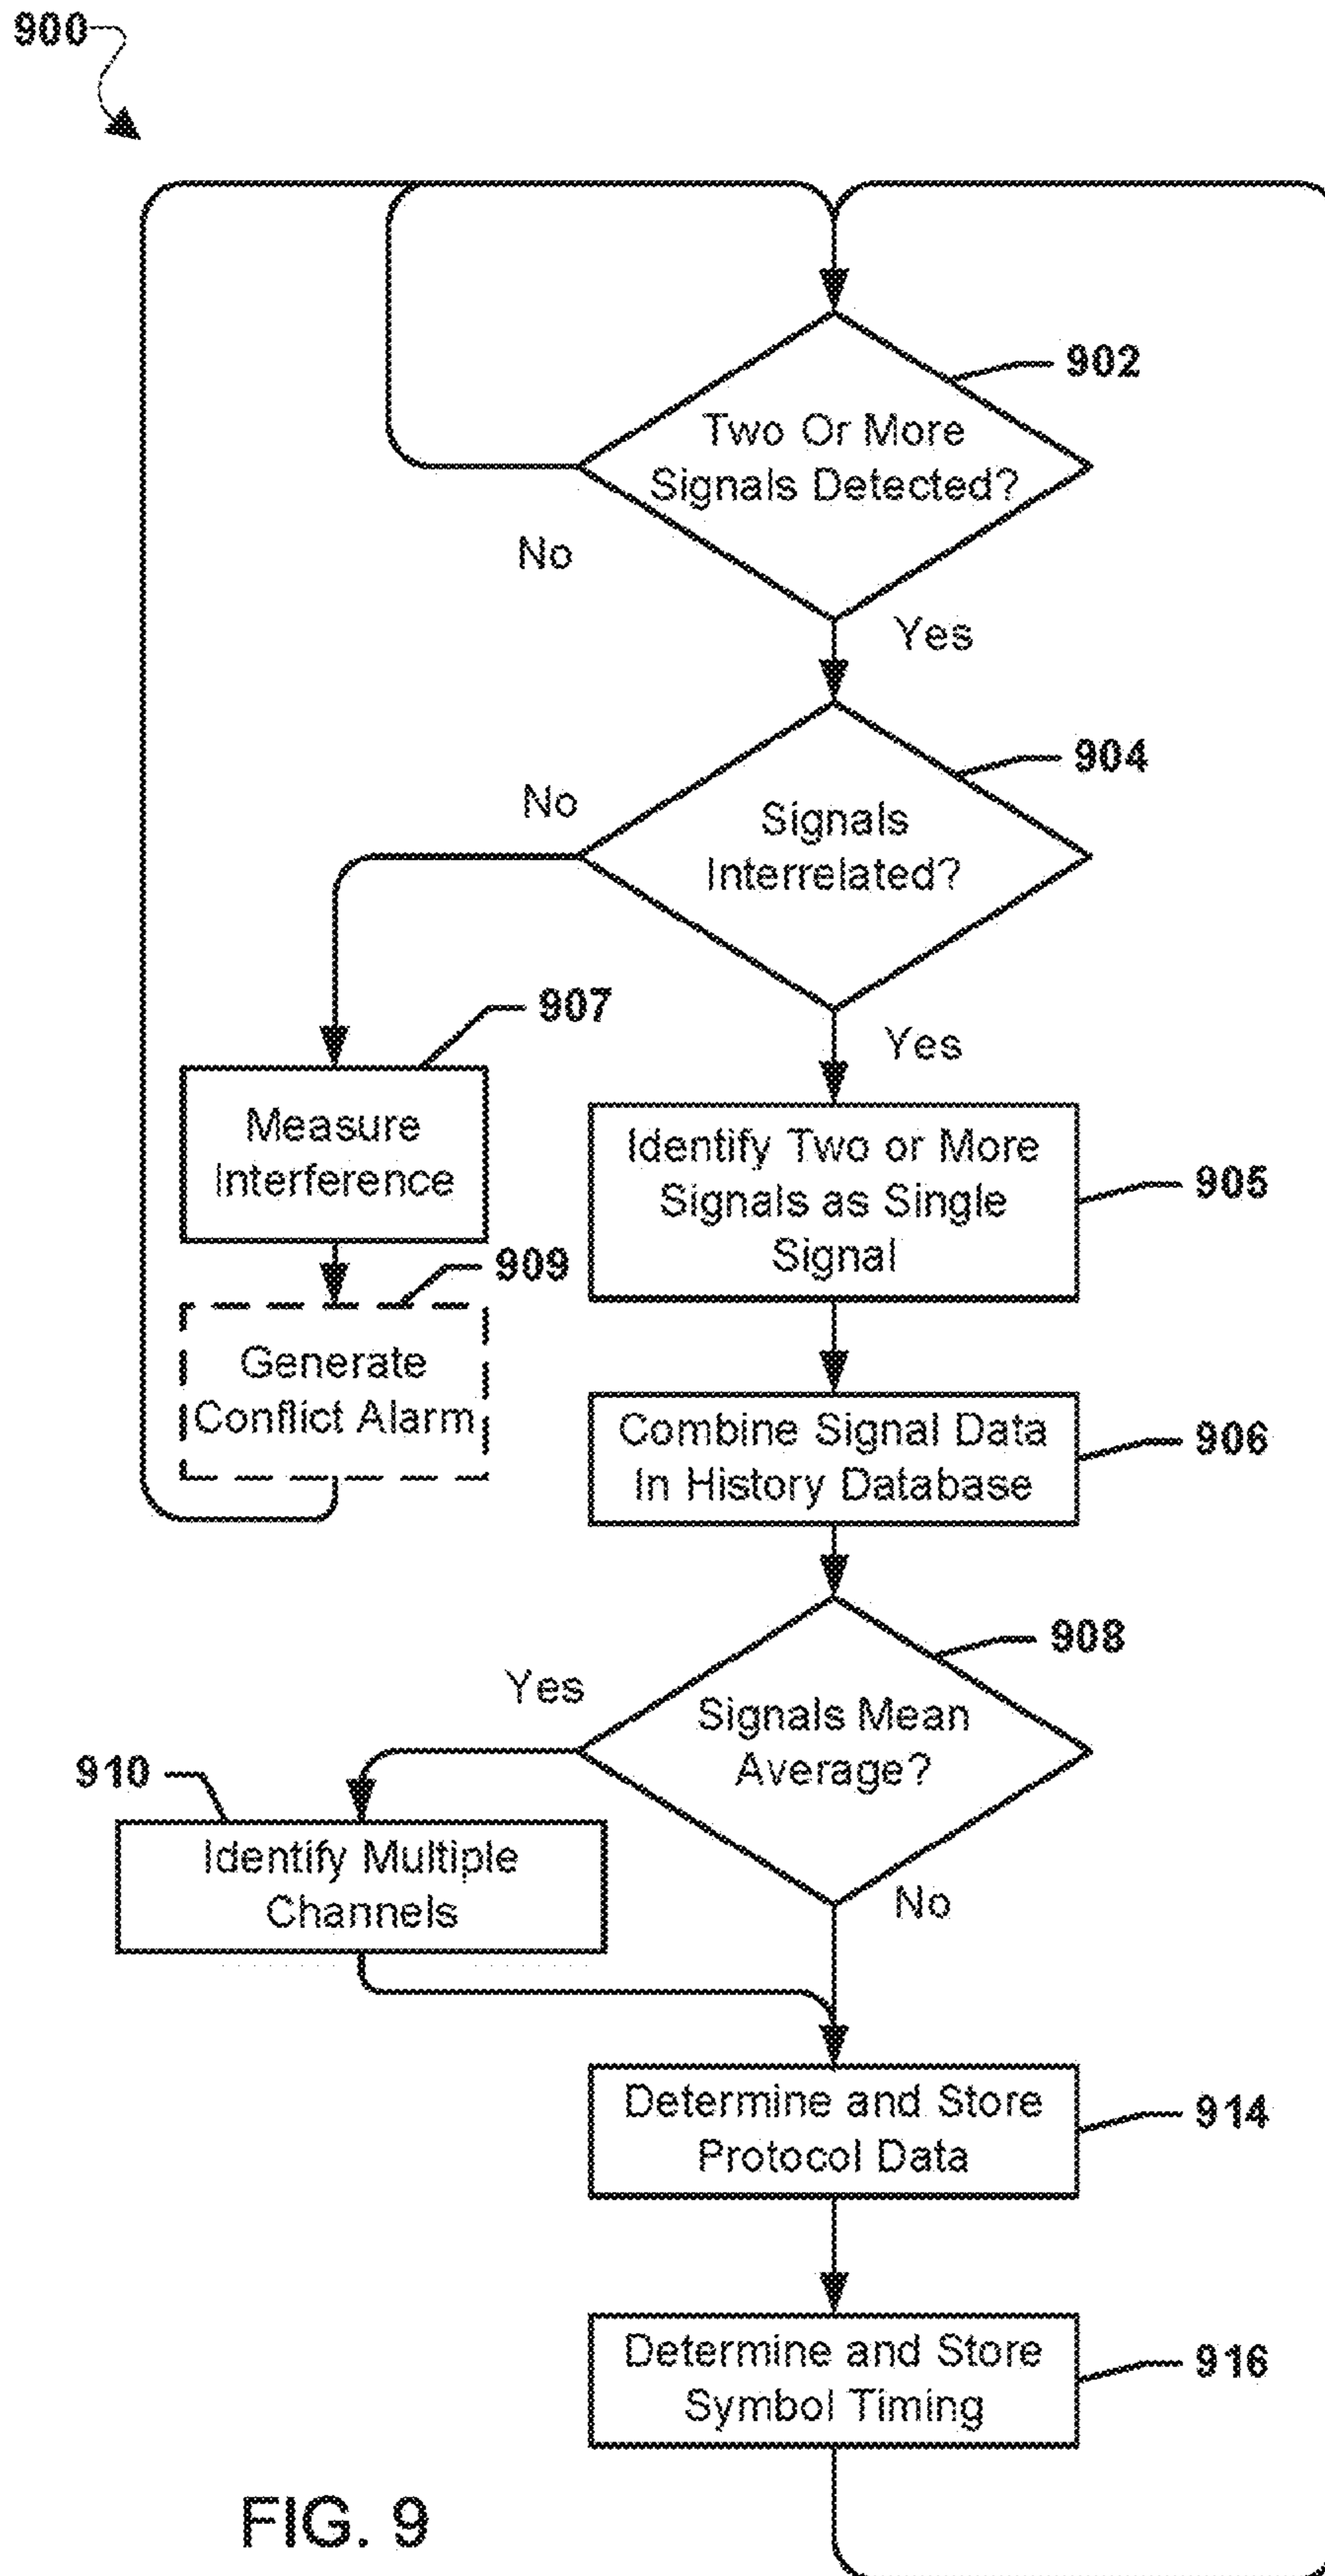 900
902
Two Or More
Signals Detected?
No
Yes
904
No
Signals
Interrelated?
907
Yes
Measure
Interference
Identify Two or More
Signals as Single
Signal
905
909
Generate
Conflict Alarm
Combine Signal Data
In History Database
906
908
Yes
Signals Mean
Average?
910
Identify Multiple
Channels
No
Determine and Store
Protocol Data
914
Determine and Store
Symbol Timing
916
FIG. 9